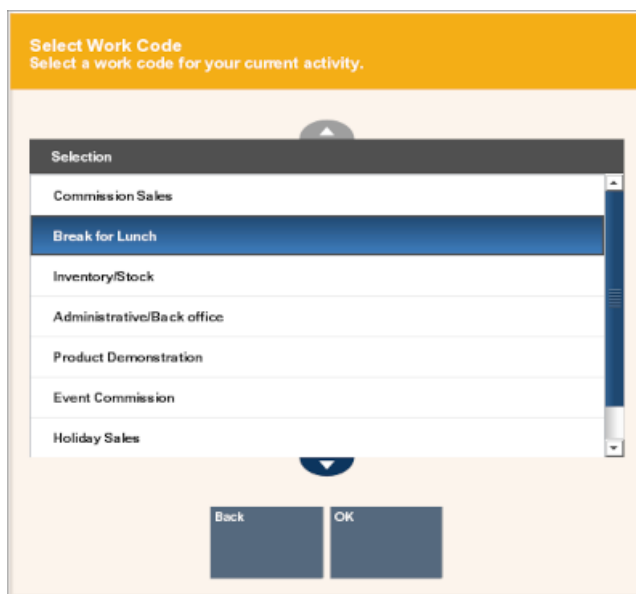 Select Work Code
Select a work code for your current activity.
Selection
Commission Sales
Break for Lunch
Inventory/Stock
Administrative/Back office
Product Demonstration
Event Commission
Holiday Sales
Back
OK